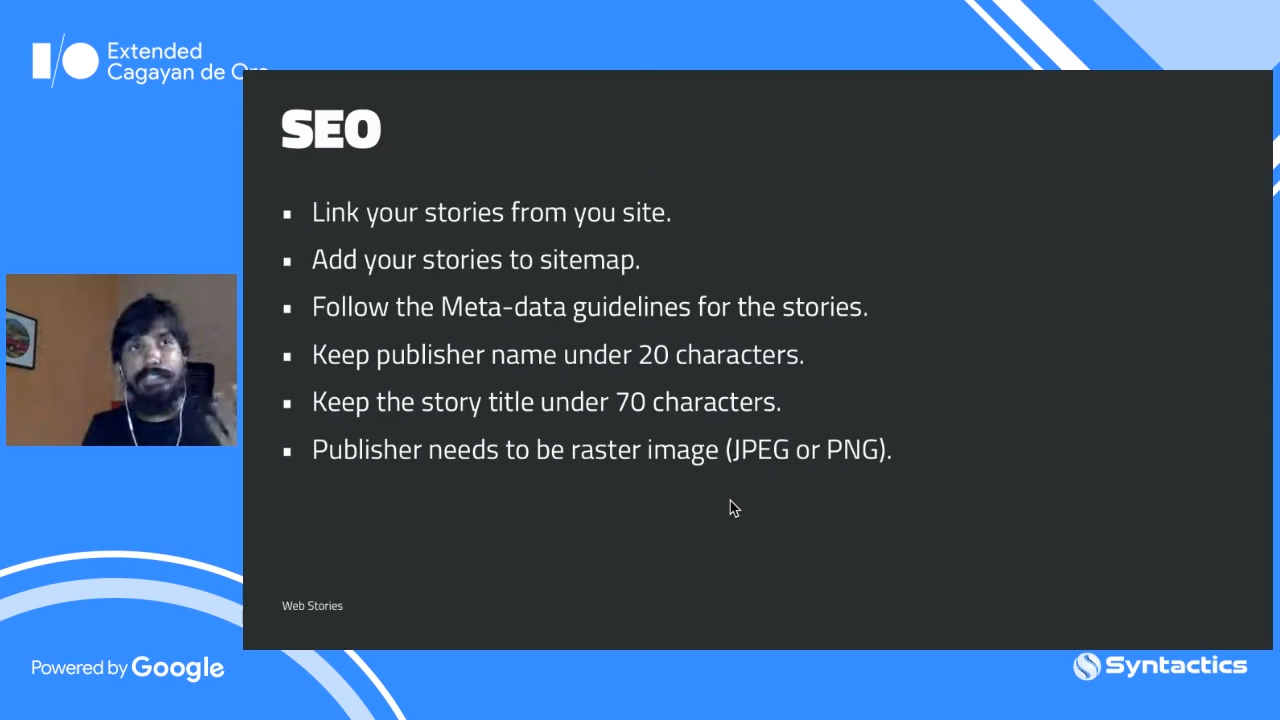 Extended
Cagayan de Oro
SEO
▪ Link your stories from you site.
▪ Add your stories to sitemap.
▪ Follow the Meta-data guidelines for the stories.
▪ Keep publisher name under 20 characters.
▪ Keep the story title under 70 characters.
▪ Publisher needs to be raster image (JPEG or PNG).
Web Stories
Powered by Google
Syntactics